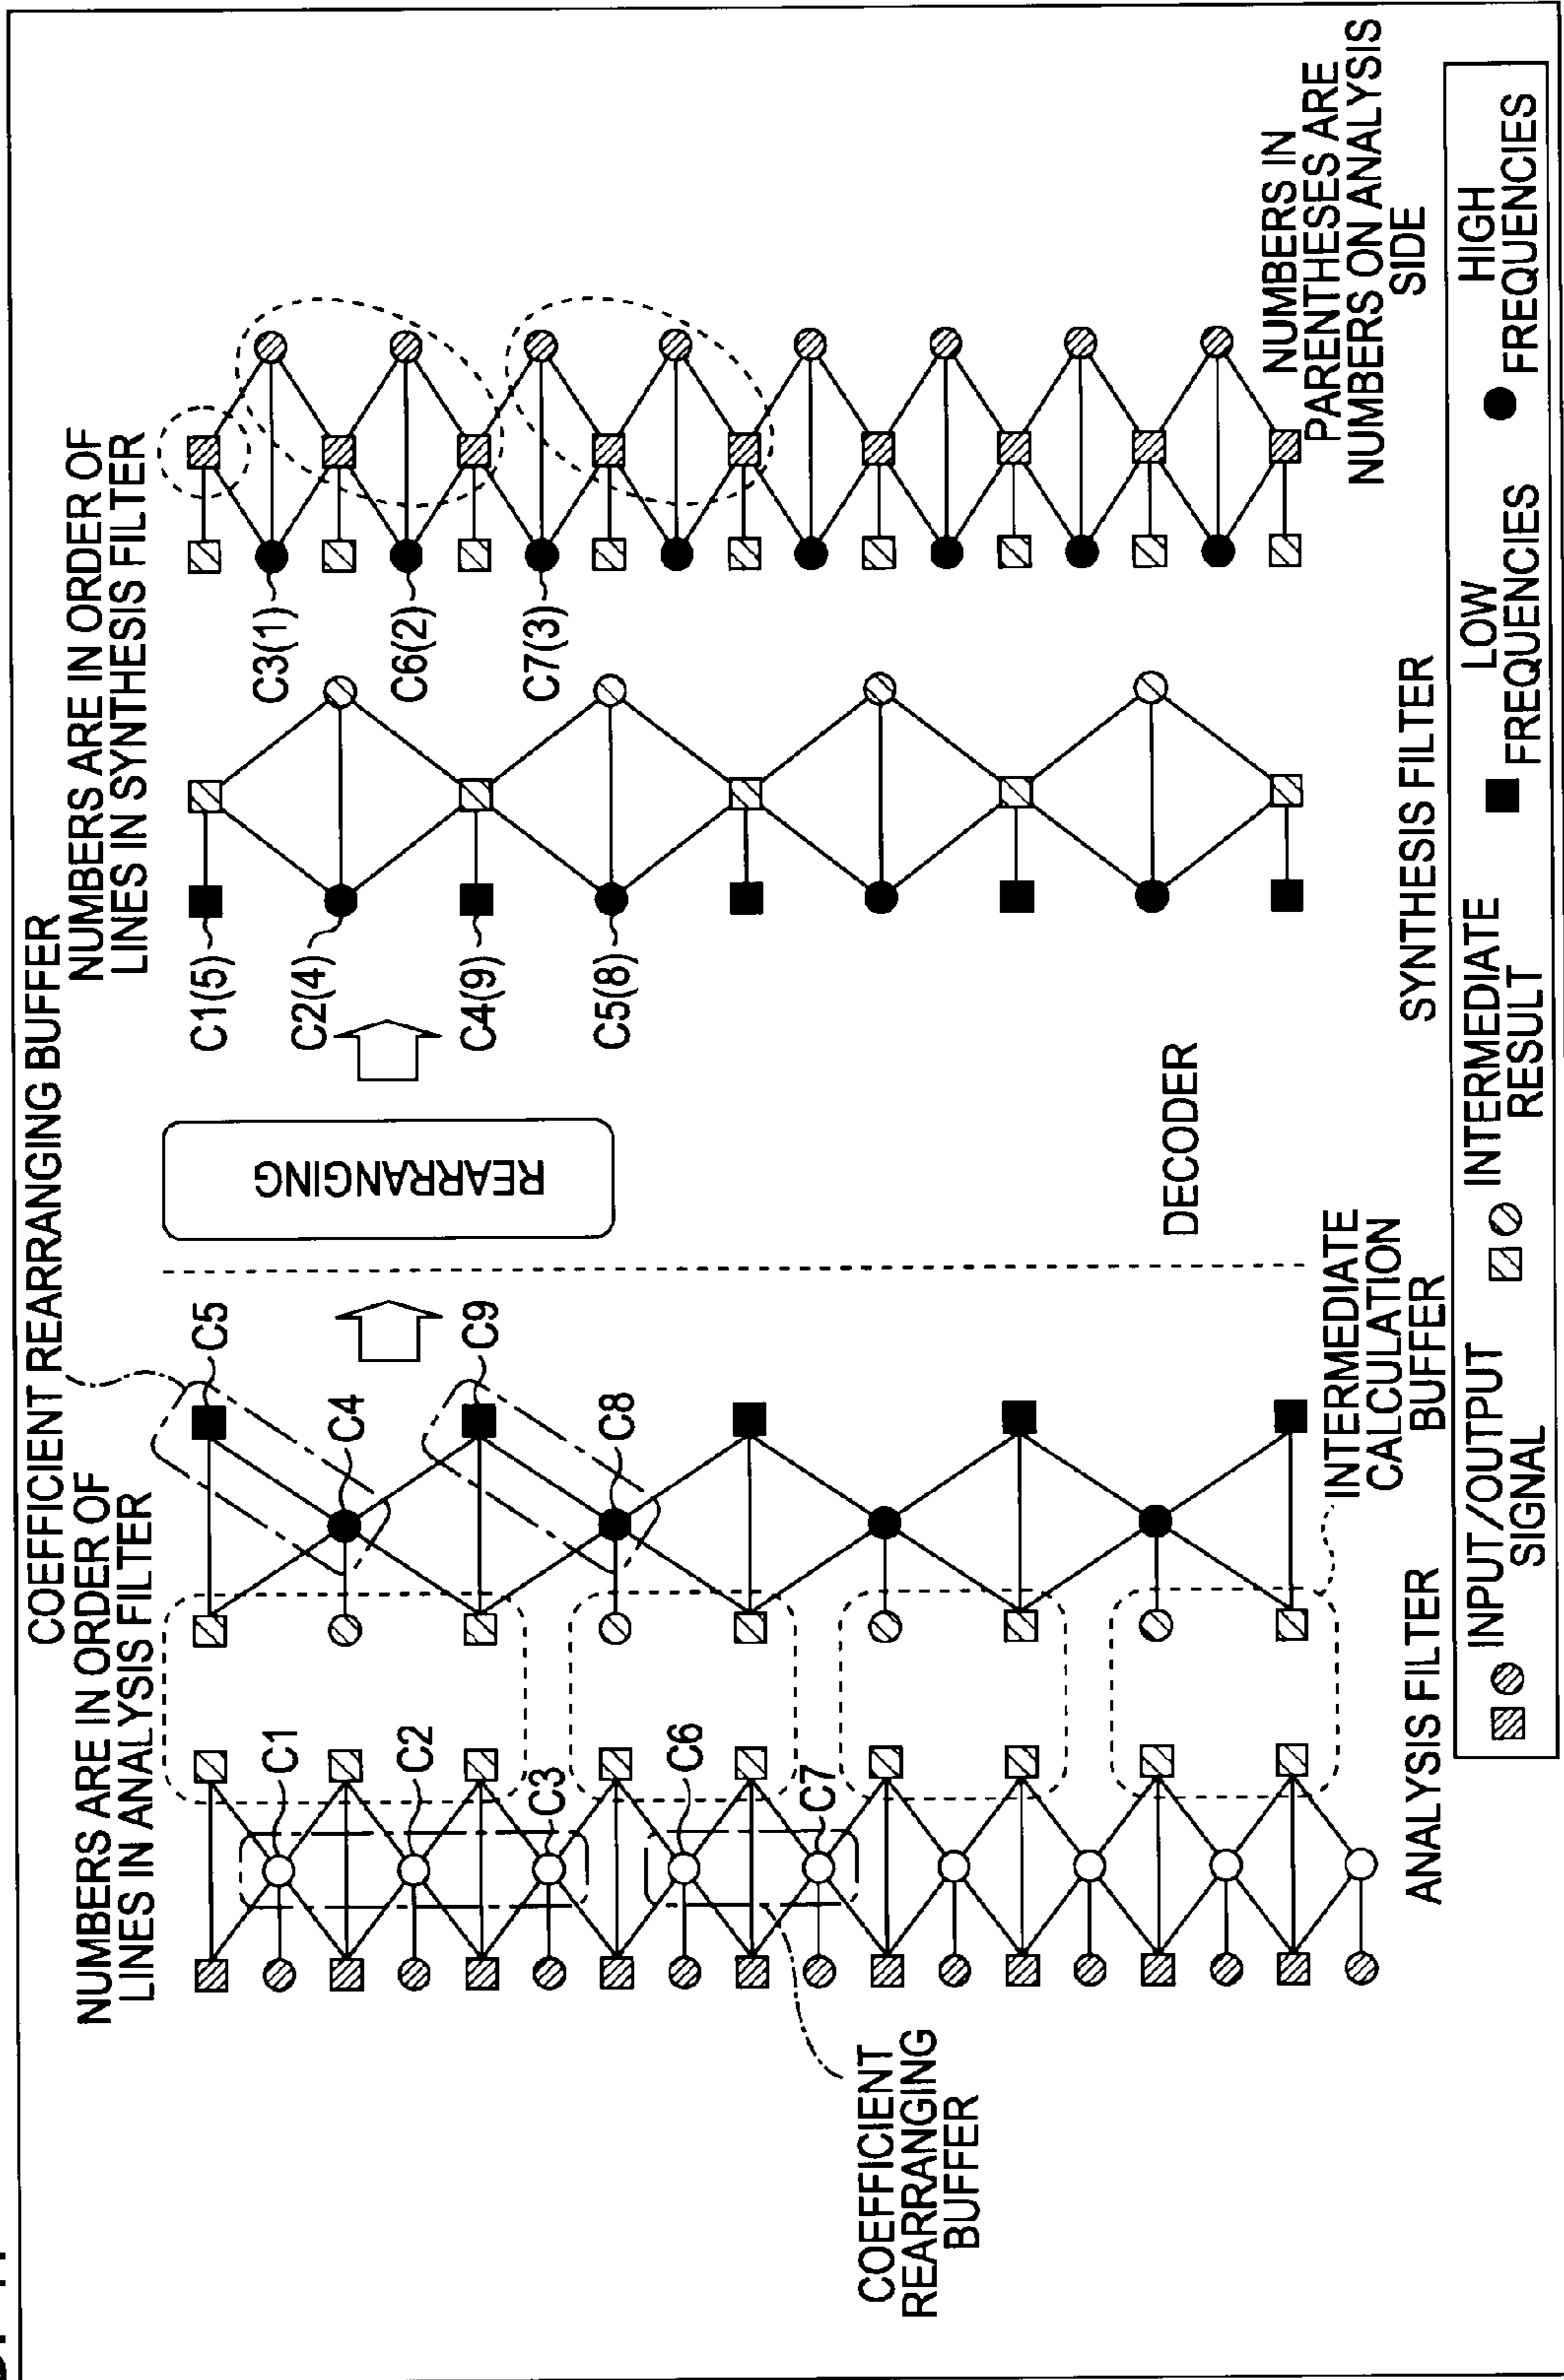 COEFFICIENT REARRANGING BUFFER
NUMBERS ARE IN ORDER OF
LINES IN ANALYSIS FILTER
NUMBERS ARE IN ORDER OF
LINES IN SYNTHESIS FILTER
C1
C2
C3
C6
C7
C5
C4
C9
C8
COEFFICIENT
REARRANGING
BUFFER
INTERMEDIATE
CALCULATION
BUFFER
ANALYSIS FILTER
REARRANGING
DECODER
C1(5)
C2(4)
C4(9)
C5(8)
C3(1)
C6(2)
C7(3)
SYNTHESIS FILTER
NUMBERS IN
PARENTHESES ARE
NUMBERS ON ANALYSIS
SIDE
INPUT/OUTPUT
SIGNAL
INTERMEDIATE
RESULT
LOW
FREQUENCIES
HIGH
FREQUENCIES